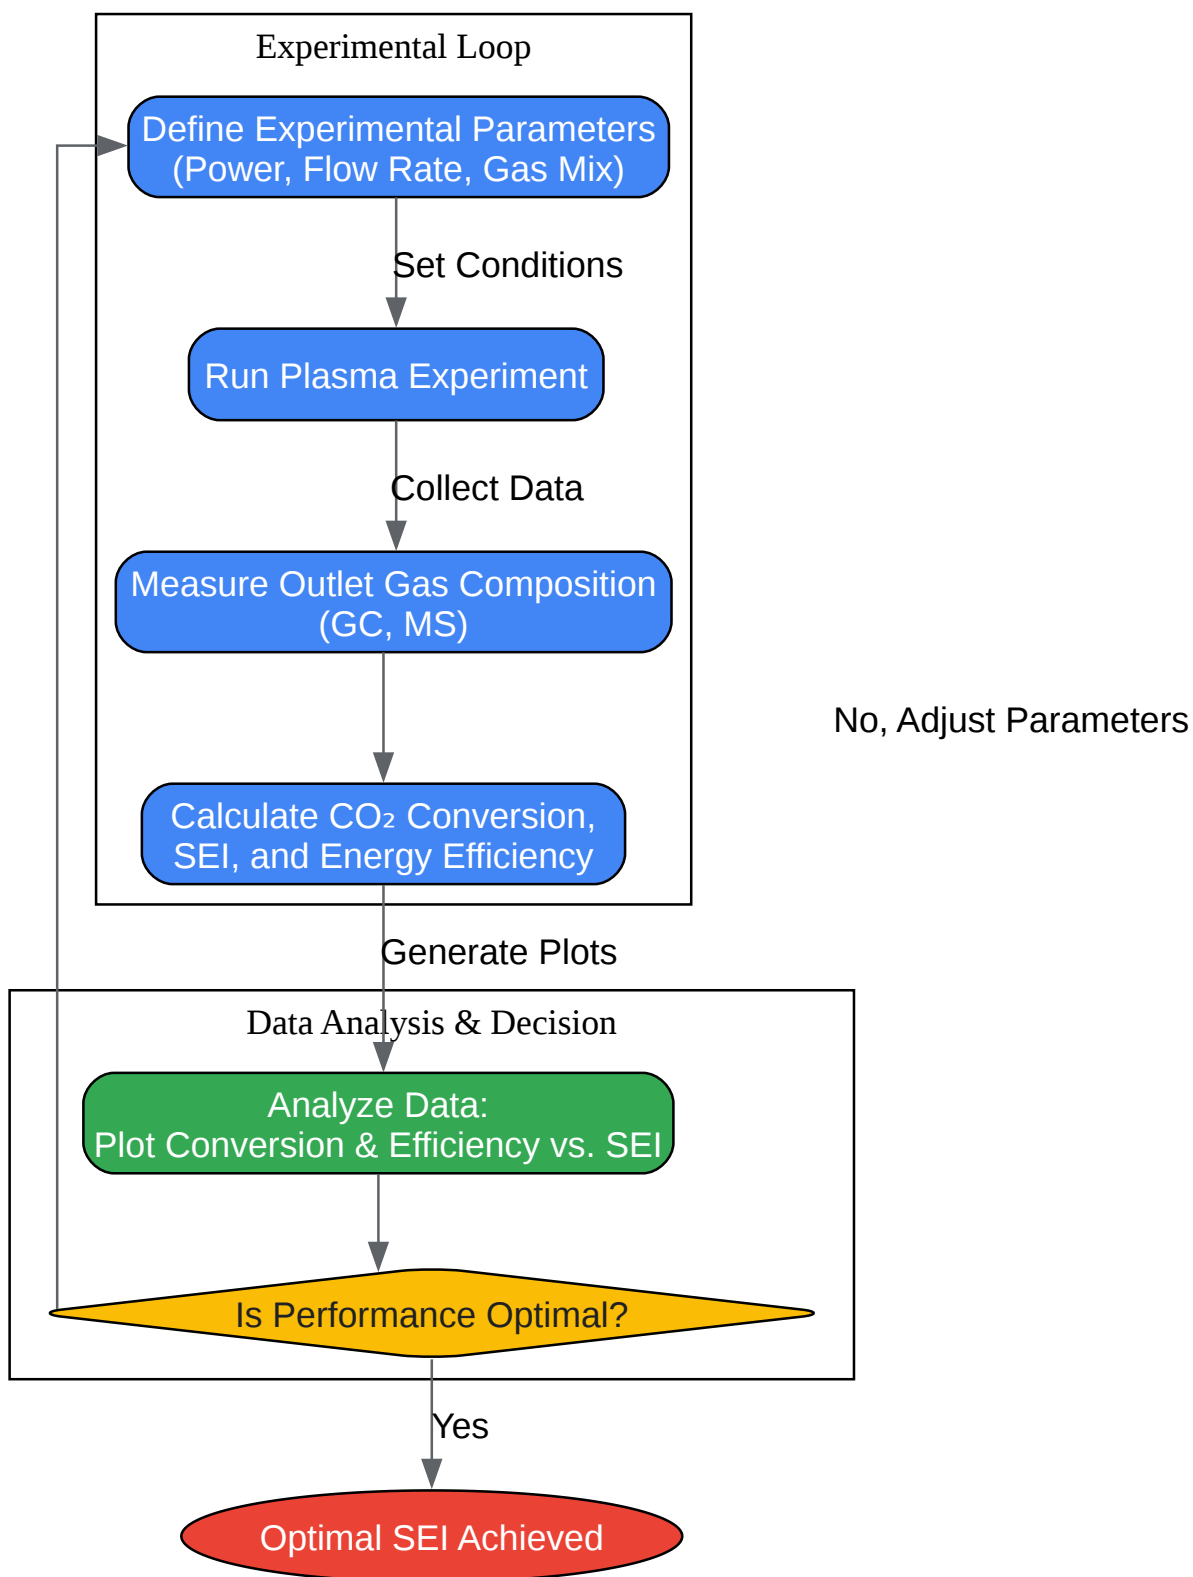 Experimental Loop
Define Experimental Parameters
(Power, Flow Rate, Gas Mix)
Set Conditions
Run Plasma Experiment
Collect Data
Measure Outlet Gas Composition
(GC, MS)
No, Adjust Parameters
Calculate CO₂ Conversion,
SEI, and Energy Efficiency
Generate Plots
Data Analysis & Decision
Analyze Data:
Plot Conversion & Efficiency vs. SEI
Is Performance Optimal?
Yes
Optimal SEI Achieved